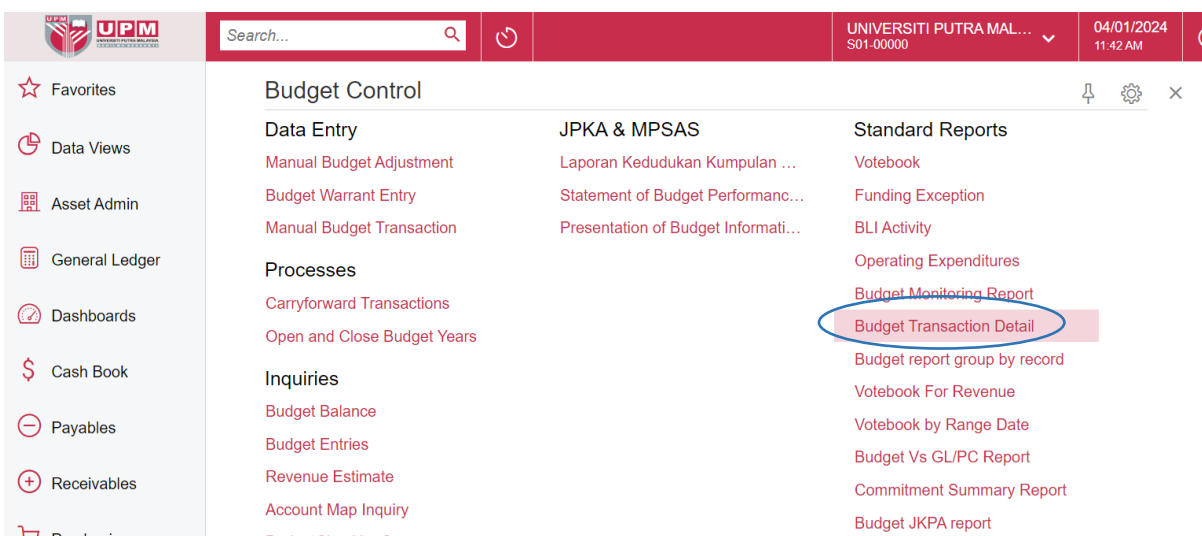 UPM
UPM
UNIVERSITI PUTRA MALAYSIA
Search...
UNIVERSITI PUTRA MAL...
S01-00000
04/01/2024
11:42 AM
Favorites
Data Views
Asset Admin
General Ledger
Dashboards
Cash Book
Payables
Receivables
Budget Control
Data Entry
Manual Budget Adjustment
Budget Warrant Entry
Manual Budget Transaction
Processes
Carryforward Transactions
Open and Close Budget Years
Inquiries
Budget Balance
Budget Entries
Revenue Estimate
Account Map Inquiry
JPKA & MPSAS
Laporan Kedudukan Kumpulan ...
Statement of Budget Performanc...
Presentation of Budget Informati...
Standard Reports
Votebook
Funding Exception
BLI Activity
Operating Expenditures
Budget Monitoring Report
Budget Transaction Detail
Budget report group by record
Votebook For Revenue
Votebook by Range Date
Budget Vs GL/PC Report
Commitment Summary Report
Budget JKPA report